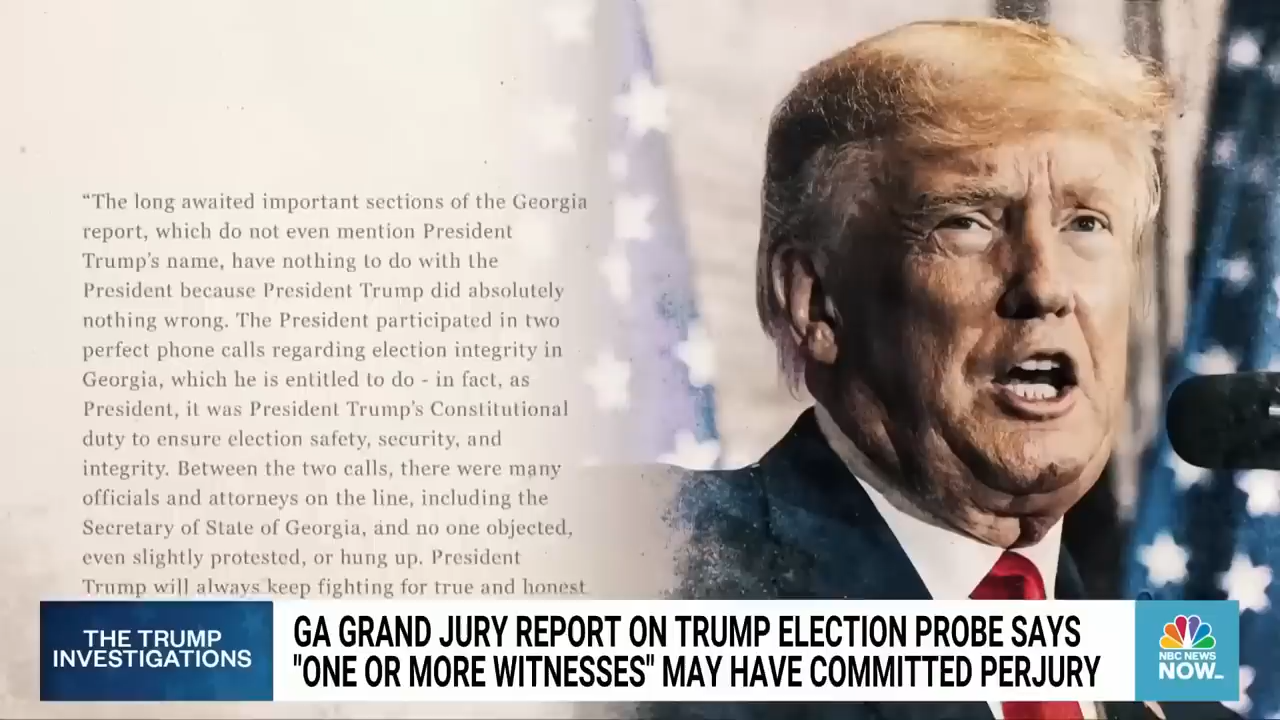 “The long awaited important sections of the Georgia
report, which do not even mention President
Trump’s name, have nothing to do with the
President because President Trump did absolutely
nothing wrong. The President participated in two
perfect phone calls regarding election integrity in
Georgia, which he is entitled to do - in fact, as
President, it was President Trump’s Constitutional
duty to ensure election safety, security, and
integrity. Between the two calls, there were many
officials and attorneys on the line, including the
Secretary of State of Georgia, and no one objected,
even slightly protested, or hung up. President
Trump will always keep fighting for true and honest
THE TRUMP
INVESTIGATIONS
GA GRAND JURY REPORT ON TRUMP ELECTION PROBE SAYS
"ONE OR MORE WITNESSES" MAY HAVE COMMITTED PERJURY
NBC NEWS
NOW